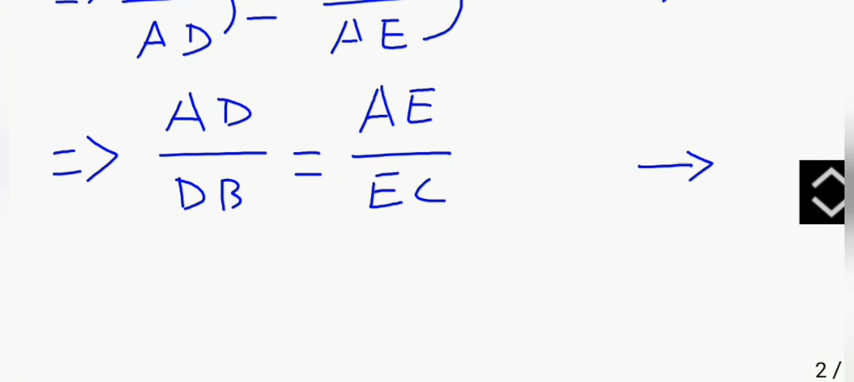 AD) - AE)
=> AD/DB = AE/EC →
2/